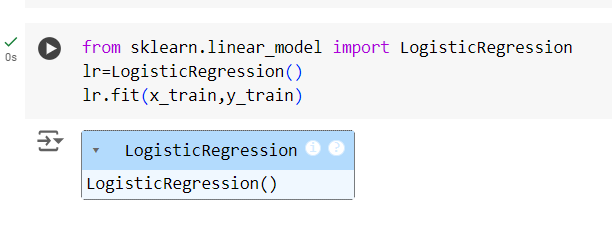 0s
from sklearn.linear_model import LogisticRegression
lr=LogisticRegression()
lr.fit(x_train,y_train)
LogisticRegression i ?
LogisticRegression()